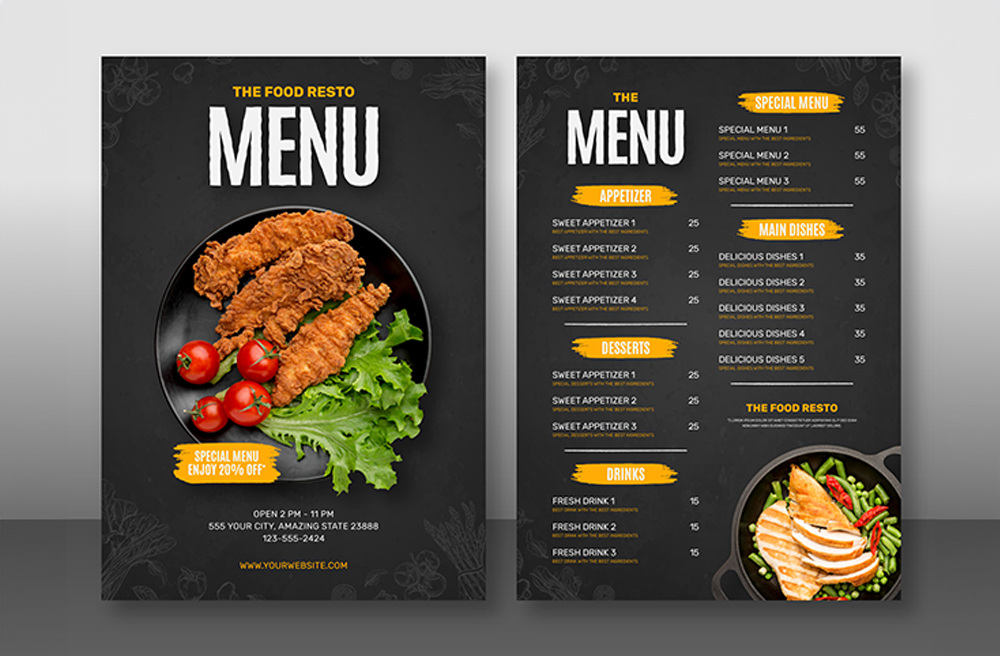 THE FOOD RESTO
MENU
SPECIAL MENU
ENJOY 20% OFF*
OPEN 2 PM - 11 PM
555 YOUR CITY, AMAZING STATE 23888
123-555-2424
WWW.YOURWEBSITE.COM
THE
MENU
APPETIZER
SWEET APPETIZER 1 25
BEST APPETIZER WITH THE BEST INGREDIENTS
SWEET APPETIZER 2 25
BEST APPETIZER WITH THE BEST INGREDIENTS
SWEET APPETIZER 3 25
BEST APPETIZER WITH THE BEST INGREDIENTS
SWEET APPETIZER 4 25
BEST APPETIZER WITH THE BEST INGREDIENTS
DESSERTS
SWEET APPETIZER 1 25
SPECIAL DESSERTS WITH THE BEST INGREDIENTS
SWEET APPETIZER 2 25
SPECIAL DESSERTS WITH THE BEST INGREDIENTS
SWEET APPETIZER 3 25
SPECIAL DESSERTS WITH THE BEST INGREDIENTS
DRINKS
FRESH DRINK 1 15
BEST DRINK WITH THE BEST INGREDIENTS
FRESH DRINK 2 15
BEST DRINK WITH THE BEST INGREDIENTS
FRESH DRINK 3 15
BEST DRINK WITH THE BEST INGREDIENTS
SPECIAL MENU
SPECIAL MENU 1 55
SPECIAL MENU WITH THE BEST INGREDIENTS
SPECIAL MENU 2 55
SPECIAL MENU WITH THE BEST INGREDIENTS
SPECIAL MENU 3 55
SPECIAL MENU WITH THE BEST INGREDIENTS
MAIN DISHES
DELICIOUS DISHES 1 35
SPECIAL DISHES WITH THE BEST INGREDIENTS
DELICIOUS DISHES 2 35
SPECIAL DISHES WITH THE BEST INGREDIENTS
DELICIOUS DISHES 3 35
SPECIAL DISHES WITH THE BEST INGREDIENTS
DELICIOUS DISHES 4 35
SPECIAL DISHES WITH THE BEST INGREDIENTS
DELICIOUS DISHES 5 35
SPECIAL DISHES WITH THE BEST INGREDIENTS
THE FOOD RESTO